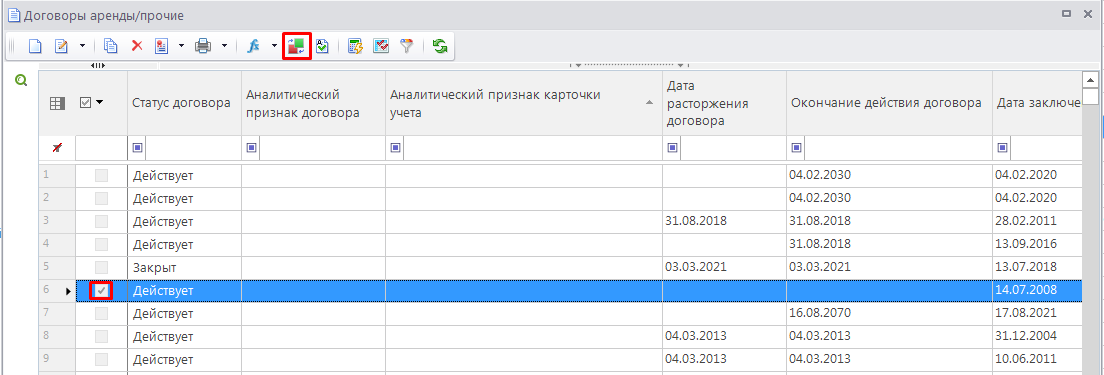 Договоры аренды/прочие
Статус договора
Аналитический
признак договора
Аналитический признак карточки
учета
Дата
расторжения
договора
Окончание действия договора
Дата заключе
1 Действует 04.02.2030 04.02.2020
2 Действует 04.02.2030 04.02.2020
3 Действует 31.08.2018 31.08.2018 28.02.2011
4 Действует 31.08.2018 13.09.2016
5 Закрыт 03.03.2021 03.03.2021 13.07.2018
6 Действует 14.07.2008
7 Действует 16.08.2070 17.08.2021
8 Действует 04.03.2013 04.03.2013 31.12.2004
9 Действует 04.03.2013 04.03.2013 10.06.2011